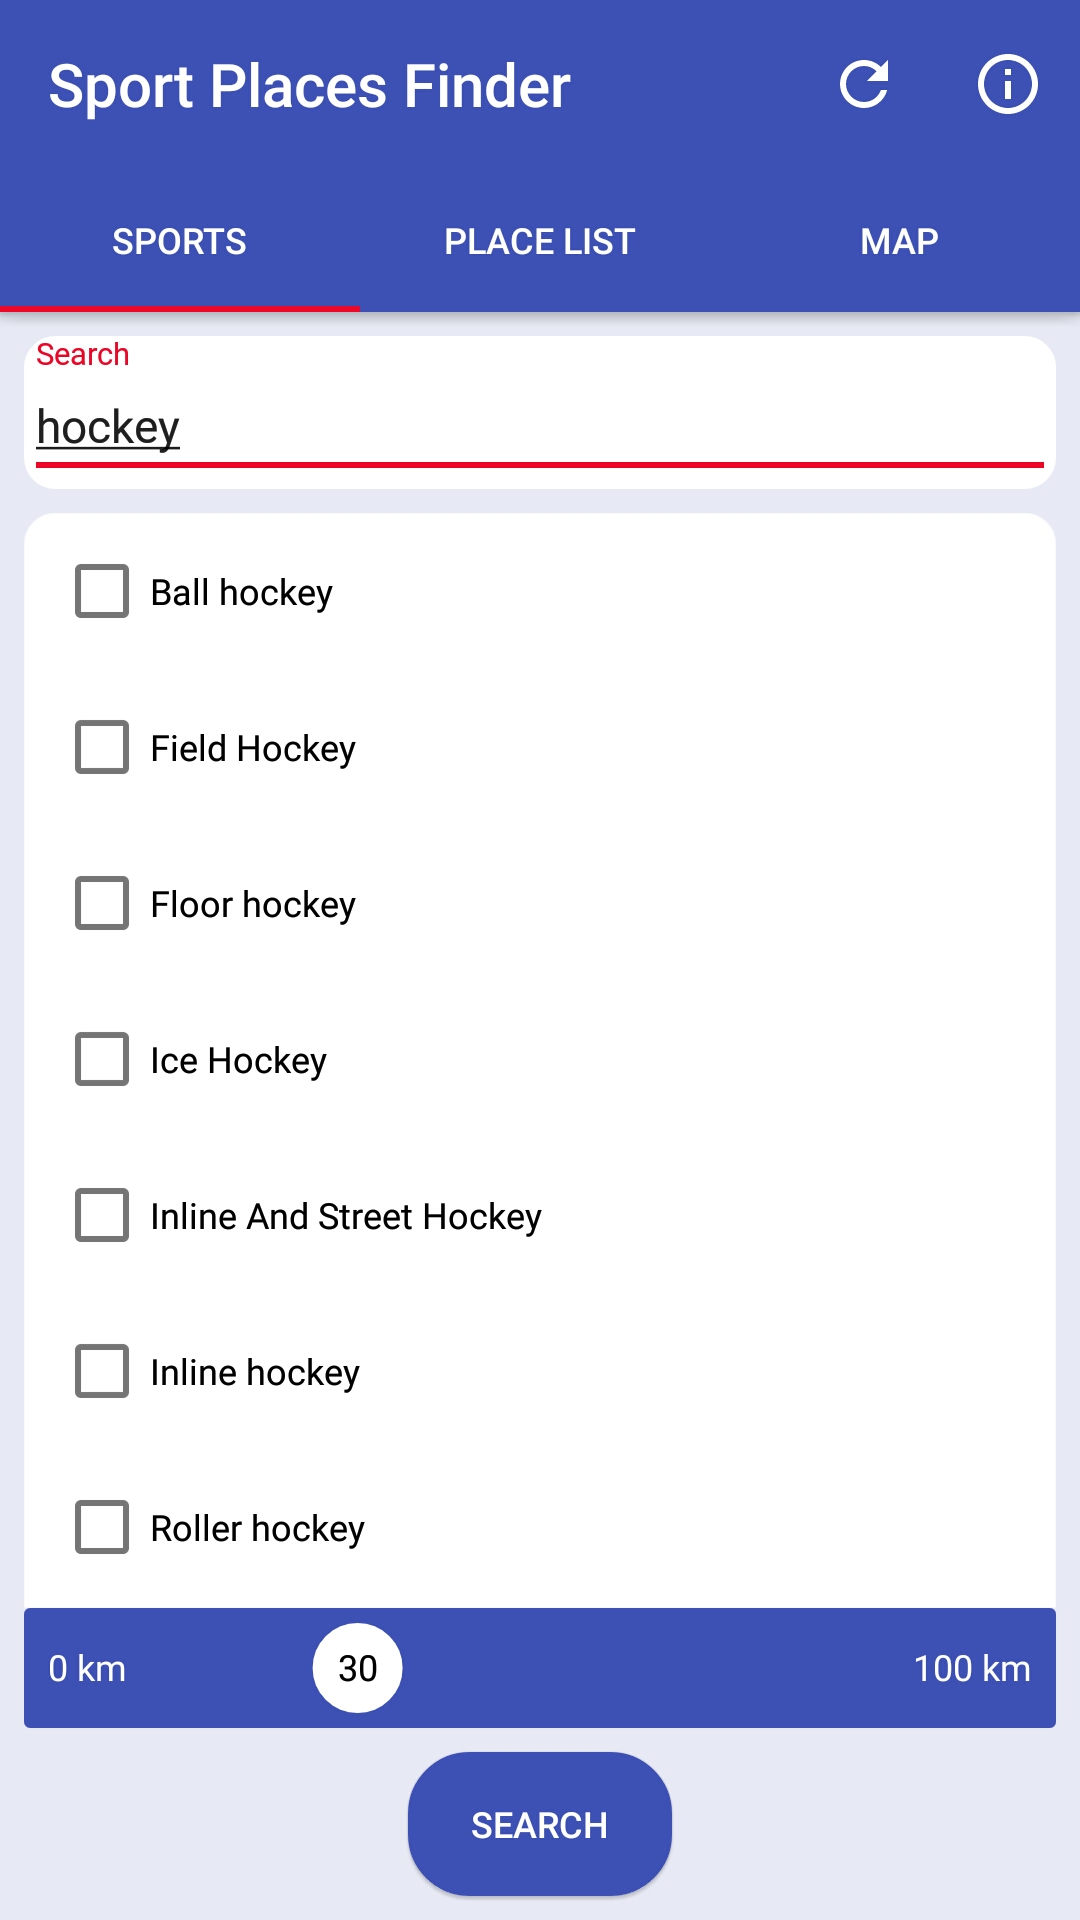 Sport Places Finder
SPORTS
PLACE LIST
MAP
Search
hockey
Ball hockey
Field Hockey
Floor hockey
Ice Hockey
Inline And Street Hockey
Inline hockey
Roller hockey
0 km
30
100 km
SEARCH